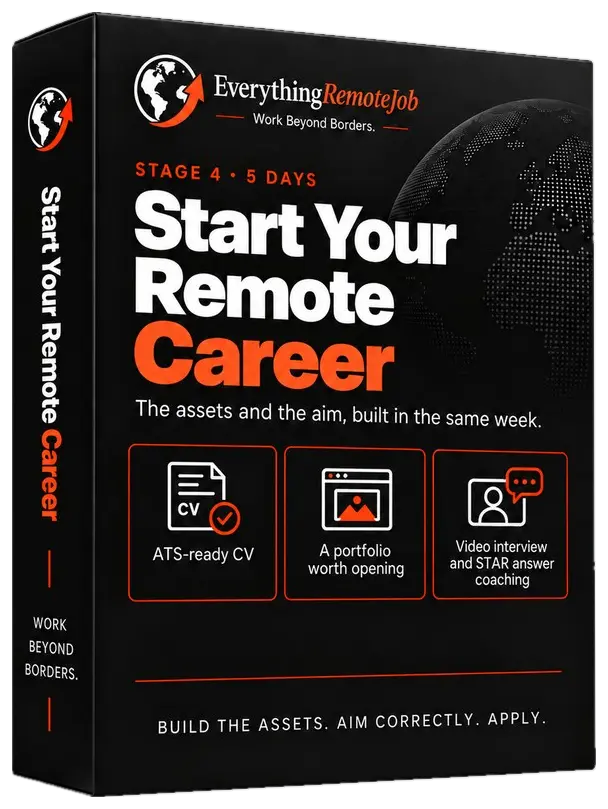 EverythingRemoteJob
Work Beyond Borders.
STAGE 4 • 5 DAYS
Start Your
Remote
Career
The assets and the aim, built in the same week.
CV
ATS-ready CV
A portfolio
worth opening
Video interview
and STAR answer
coaching
BUILD THE ASSETS. AIM CORRECTLY. APPLY.
Start Your Remote Career
WORK
BEYOND
BORDERS.